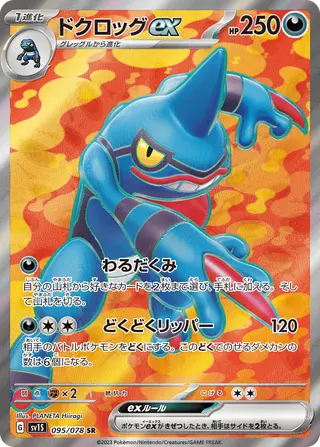 1進化
ドクロッグex
HP250
グレッグルから進化
わるだくみ
自分の山札から好きなカードを2枚まで選び、手札に加える。そし
て山札を切る。
どくどくリッパー 120
相手のバトルポケモンをどくにする。このどくでのせるダメカン
の数は
弱点 ×2 抵抗力 にげる
Illus. PLANETA Hiiragi
G sv1S 095/078 SR
exルール
ポケモンexがきぜつしたとき、相手はサイドを2枚とる。
©2023 Pokémon/Nintendo/Creatures/GAME FREAK.